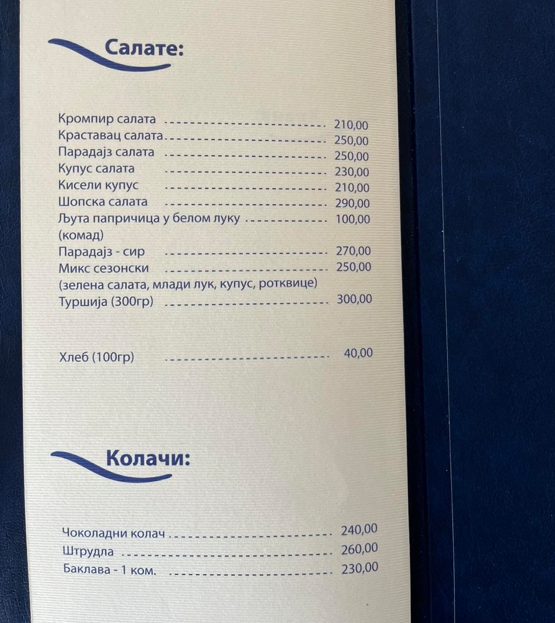 Салате:
Кромпир салата 210,00
Краставац салата 250,00
Парадајз салата 250,00
Купус салата 230,00
Кисели купус 210,00
Шопска салата 290,00
Љута папричица у белом луку 100,00
(комад)
Парадајз - сир 270,00
Микс сезонски 250,00
(зелена салата, млади лук, купус, ротквице)
Туршија (300гр) 300,00
Хлеб (100гр) 40,00
Колачи:
Чоколадни колач 240,00
Штрудла 260,00
Баклава - 1 ком. 230,00